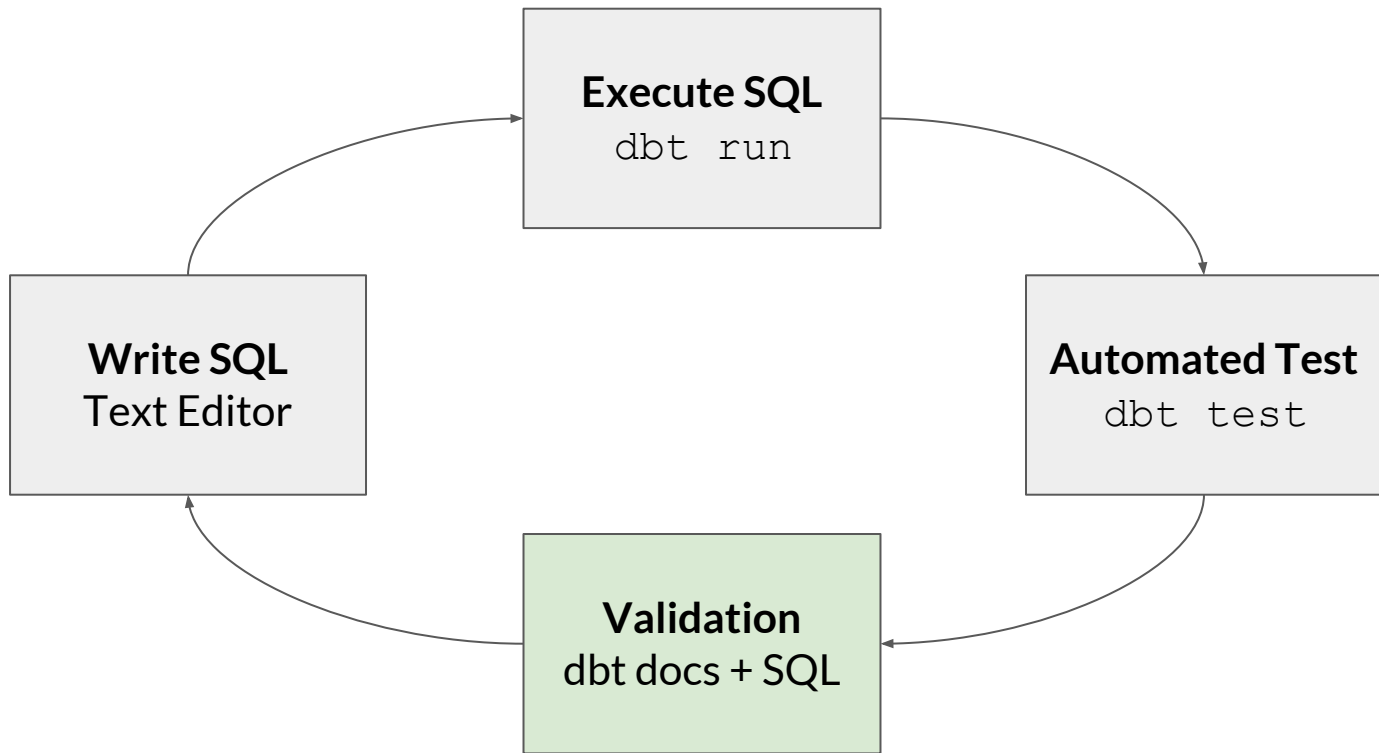 Execute SQL
dbt run
Write SQL
Text Editor
Automated Test
dbt test
Validation
dbt docs + SQL